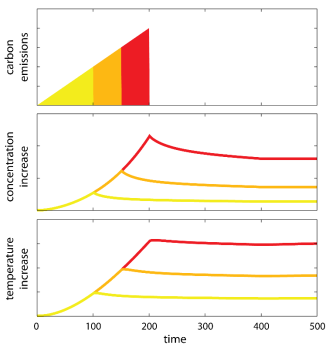 carbon
emissions
concentration
increase
temperature
increase
0 100 200 300 400 500
time